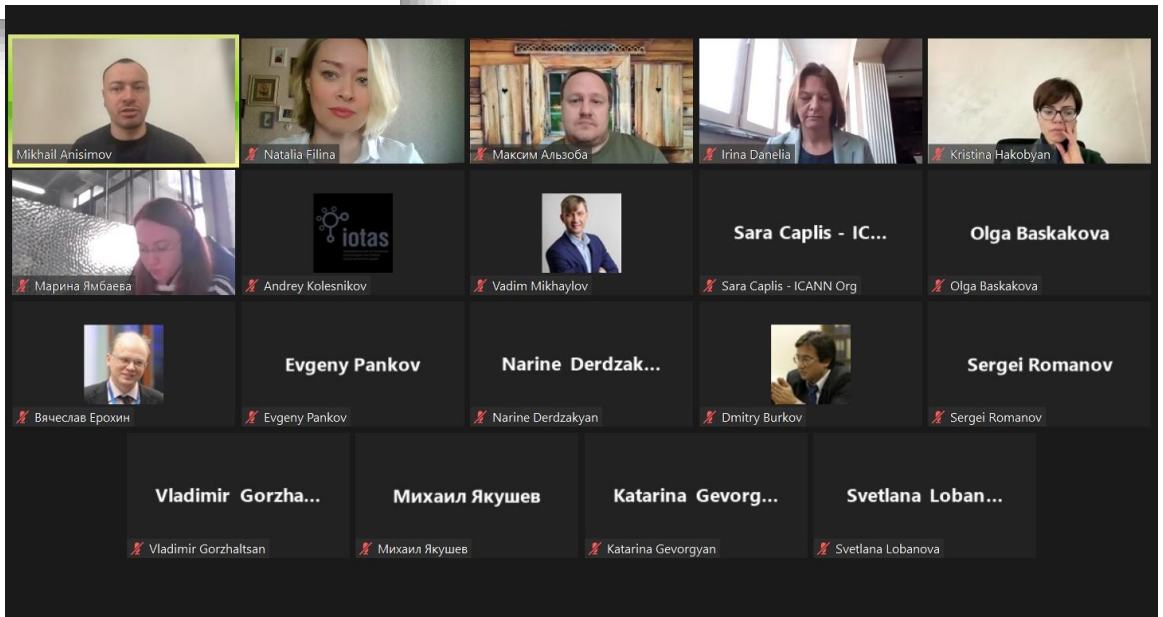 Mikhail Anisimov
Natalia Filina
Максим Альзоба
Irina Danelia
Kristina Hakobyan
Марина Ямбаева
iotas
Andrey Kolesnikov
Vadim Mikhaylov
Sara Caplis - IC...
Sara Caplis - ICANN Org
Olga Baskakova
Olga Baskakova
Вячеслав Ерохин
Evgeny Pankov
Evgeny Pankov
Narine Derdzak...
Narine Derdzakyan
Dmitry Burkov
Sergei Romanov
Sergei Romanov
Vladimir Gorzha...
Vladimir Gorzhaltsan
Михаил Якушев
Михаил Якушев
Katarina Gevorg...
Katarina Gevorgyan
Svetlana Loban...
Svetlana Lobanova